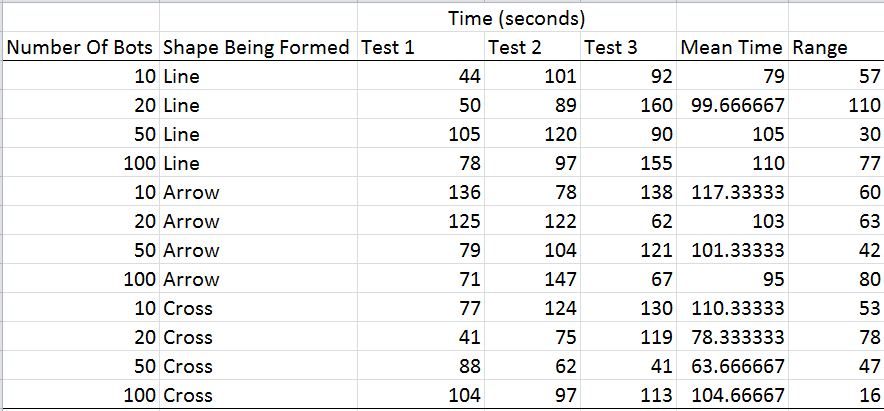 Time (seconds)
Number Of Bots Shape Being Formed Test 1 Test 2 Test 3 Mean Time Range
10 Line 44 101 92 79 57
20 Line 50 89 160 99.666667 110
50 Line 105 120 90 105 30
100 Line 78 97 155 110 77
10 Arrow 136 78 138 117.33333 60
20 Arrow 125 122 62 103 63
50 Arrow 79 104 121 101.33333 42
100 Arrow 71 147 67 95 80
10 Cross 77 124 130 110.33333 53
20 Cross 41 75 119 78.333333 78
50 Cross 88 62 41 63.666667 47
100 Cross 104 97 113 104.66667 16